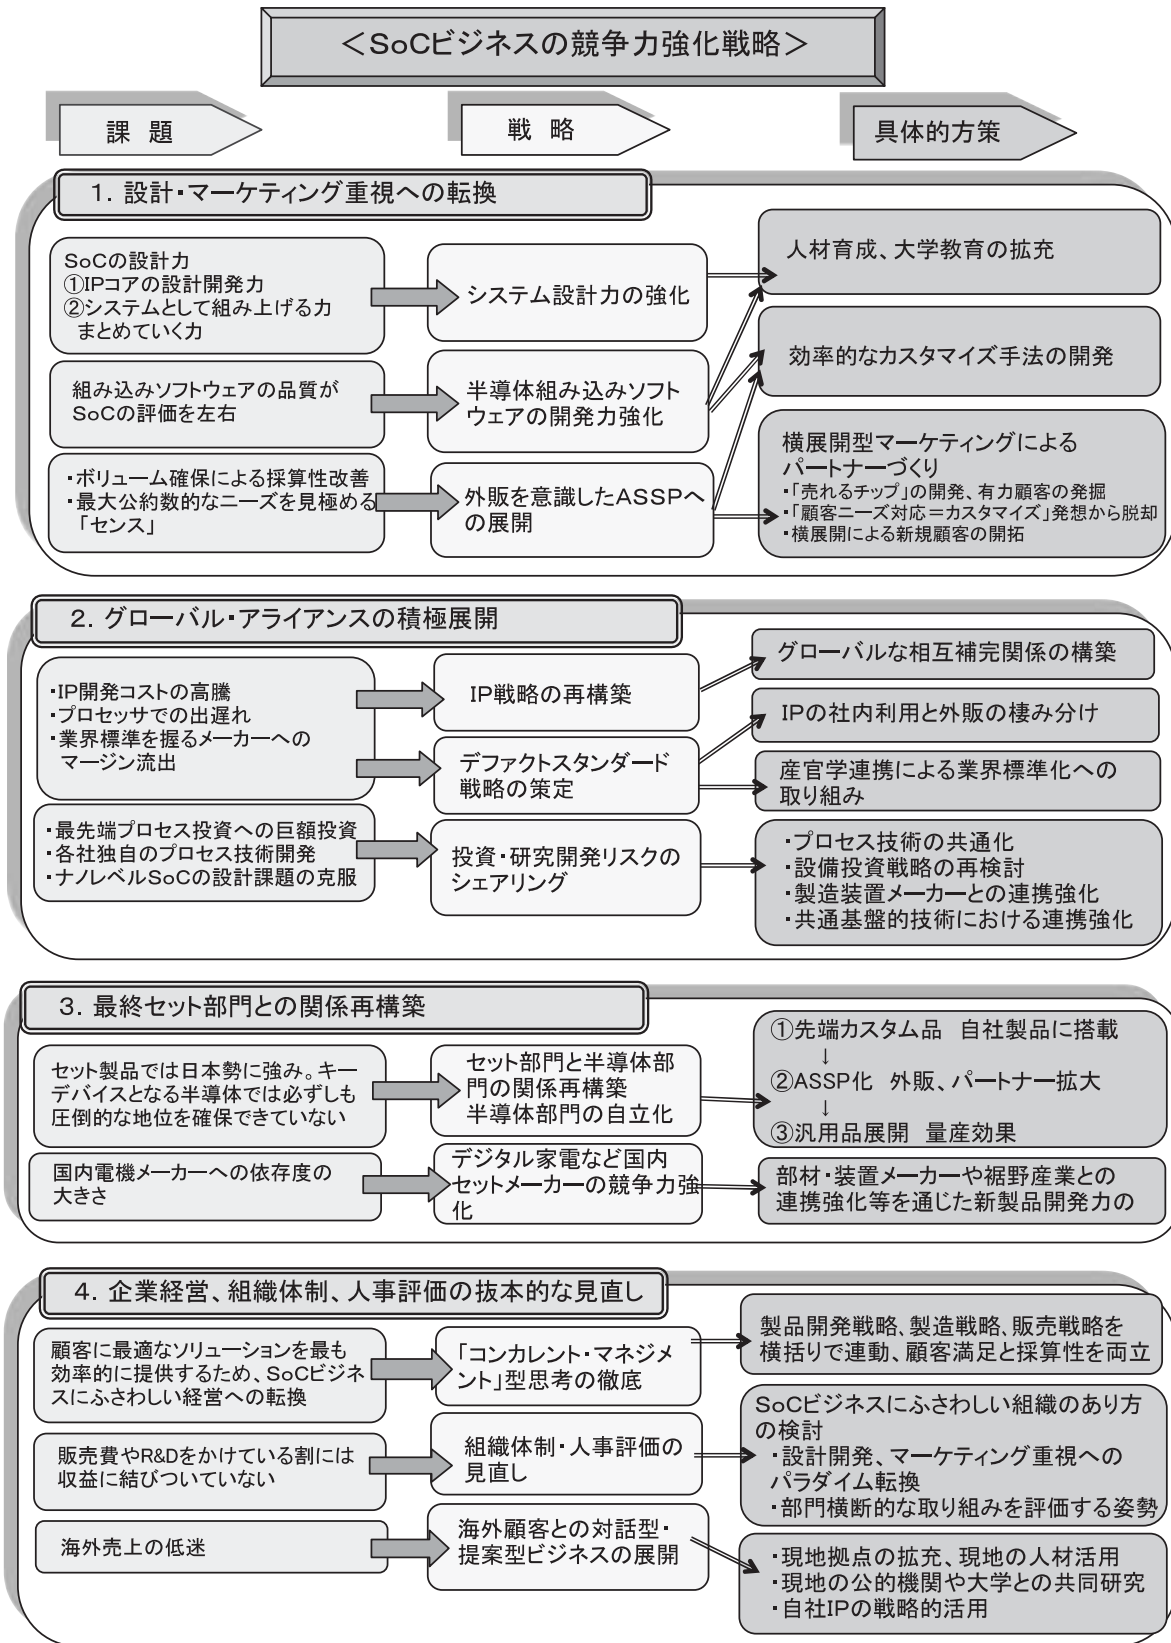 ＜SoCビジネスの競争力強化戦略＞
課 題
戦 略
具体的方策
1．設計・マーケティング重視への転換
SoCの設計力
①IPコアの設計開発力
②システムとして組み上げる力
まとめていく力
システム設計力の強化
人材育成、大学教育の拡充
組み込みソフトウェアの品質が
SoCの評価を左右
半導体組み込みソフト
ウェアの開発力強化
効率的なカスタマイズ手法の開発
・ボリューム確保による採算性改善
・最大公約数的なニーズを見極める
「センス」
外販を意識したASSPへ
の展開
横展開型マーケティングによる
パートナーづくり
・「売れるチップ」の開発、有力顧客の発掘
・「顧客ニーズ対応＝カスタマイズ」発想から脱却
・横展開による新規顧客の開拓
2．グローバル・アライアンスの積極展開
・IP開発コストの高騰
・プロセッサでの出遅れ
・業界標準を握るメーカーへの
マージン流出
IP戦略の再構築
グローバルな相互補完関係の構築
IPの社内利用と外販の棲み分け
デファクトスタンダード
戦略の策定
産官学連携による業界標準化への
取り組み
・最先端プロセス投資への巨額投資
・各社独自のプロセス技術開発
・ナノレベルSoCの設計課題の克服
投資・研究開発リスクの
シェアリング
・プロセス技術の共通化
・設備投資戦略の再検討
・製造装置メーカーとの連携強化
・共通基盤的技術における連携強化
3．最終セット部門との関係再構築
セット製品では日本勢に強み。キー
デバイスとなる半導体では必ずしも
圧倒的な地位を確保できていない
セット部門と半導体部
門の関係再構築
半導体部門の自立化
①先端カスタム品 自社製品に搭載
↓
②ASSP化 外販、パートナー拡大
↓
③汎用品展開 量産効果
国内電機メーカーへの依存度の
大きさ
デジタル家電など国内
セットメーカーの競争力強
化
部材・装置メーカーや裾野産業との
連携強化等を通じた新製品開発力の
4．企業経営、組織体制、人事評価の抜本的な見直し
顧客に最適なソリューションを最も
効率的に提供するため、SoCビジネ
スにふさわしい経営への転換
「コンカレント・マネジメ
ント」型思考の徹底
製品開発戦略、製造戦略、販売戦略を
横括りで連動、顧客満足と採算性を両立
販売費やR&Dをかけている割には
収益に結びついていない
組織体制・人事評価の
見直し
SoCビジネスにふさわしい組織のあり方
の検討
・設計開発、マーケティング重視への
パラダイム転換
・部門横断的な取り組みを評価する姿勢
海外売上の低迷
海外顧客との対話型・
提案型ビジネスの展開
・現地拠点の拡充、現地の人材活用
・現地の公的機関や大学との共同研究
・自社IPの戦略的活用